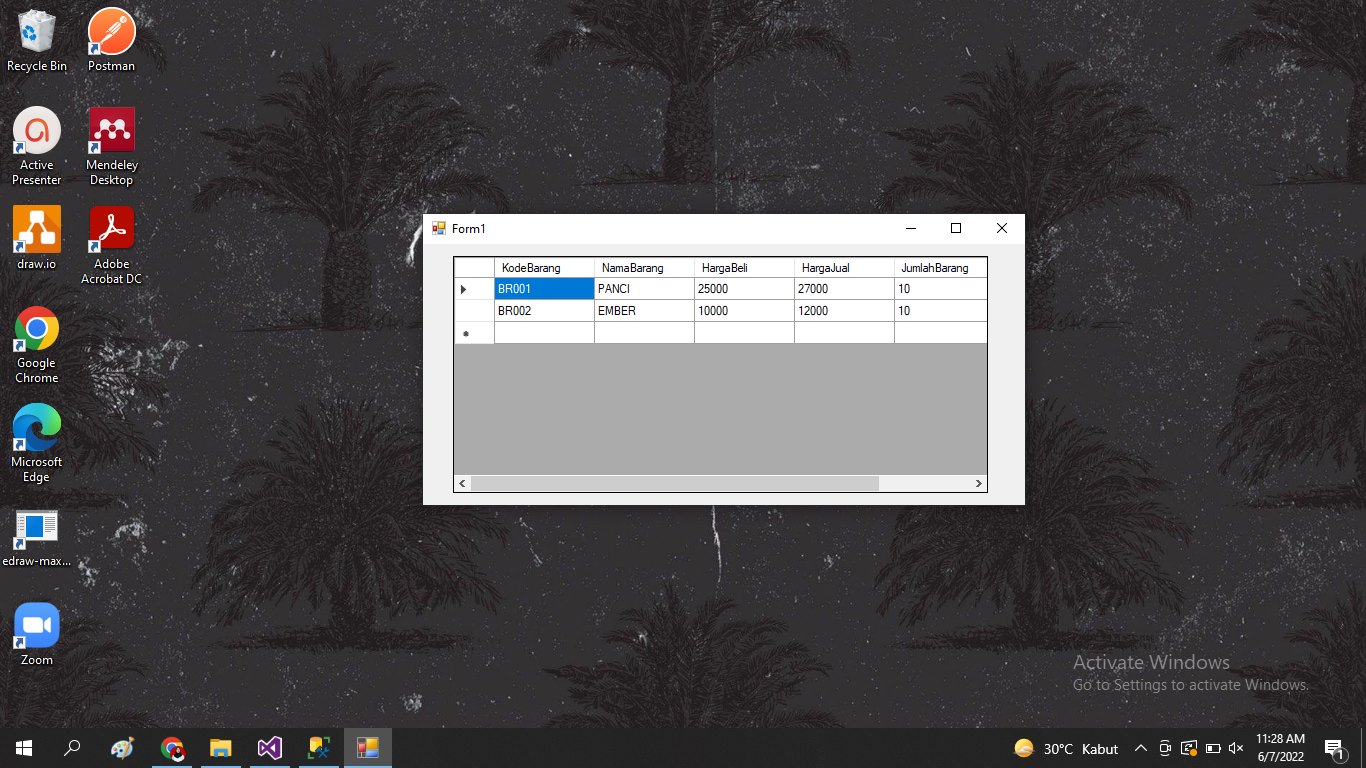 Recycle Bin
Postman
Active
Presenter
Mendeley
Desktop
draw.io
Adobe
Acrobat DC
Google
Chrome
Microsoft
Edge
edraw-max...
Zoom
Form1
KodeBarang NamaBarang HargaBeli HargaJual JumlahBarang
BR001 PANCI 25000 27000 10
BR002 EMBER 10000 12000 10
Activate Windows
Go to Settings to activate Windows.
30°C Kabut
11:28 AM
6/7/2022
1